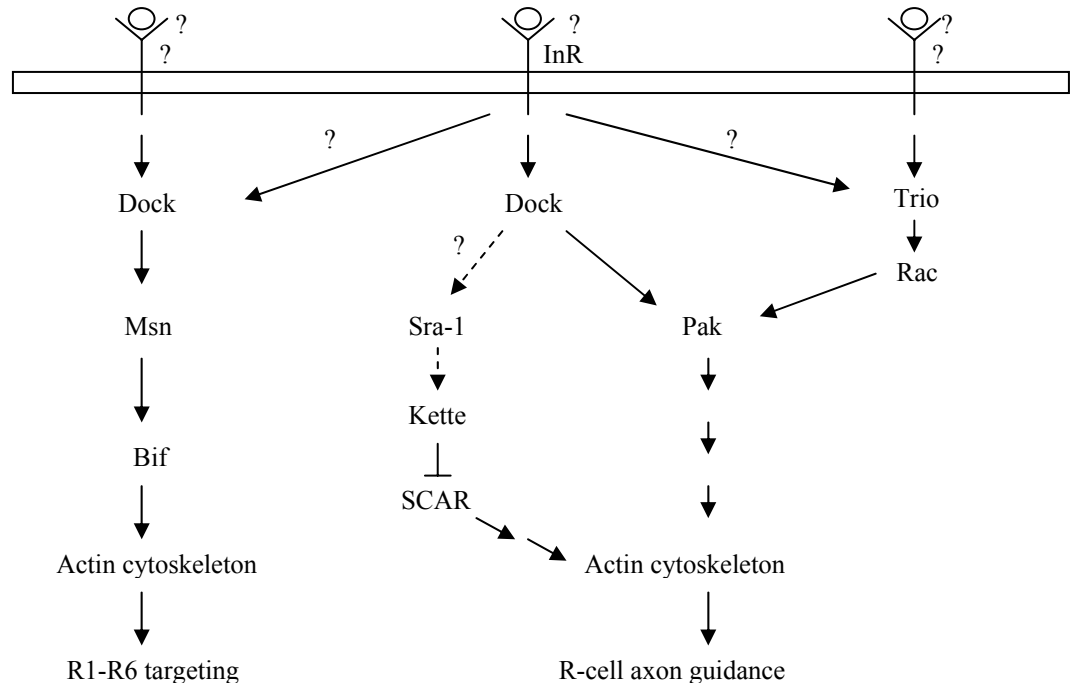 ? ? ?
? InR ?
? ?
Dock Dock Trio
? Rac
Msn Sra-1 Pak
Kette
Bif
SCAR
Actin cytoskeleton Actin cytoskeleton
R1-R6 targeting R-cell axon guidance